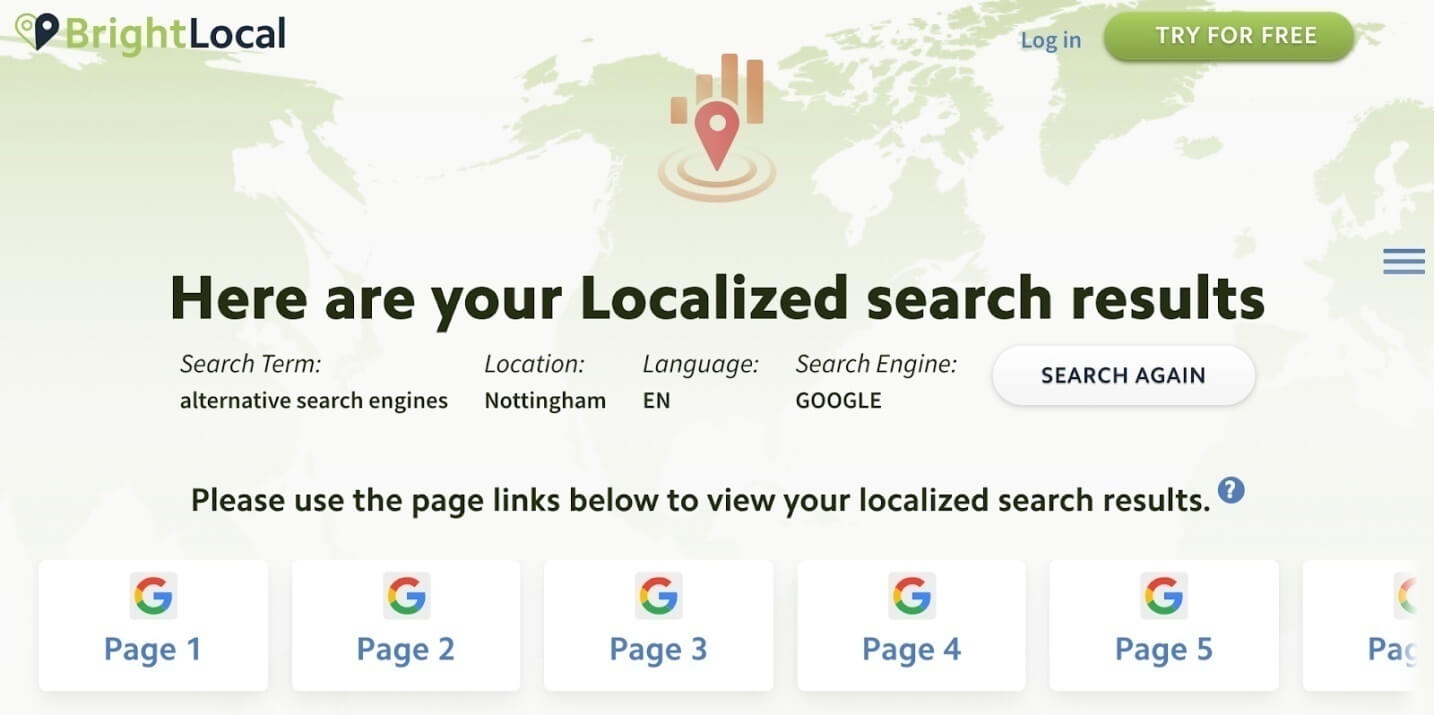 BrightLocal
Log in
TRY FOR FREE
Here are your Localized search results
Search Term: Location: Language: Search Engine:
alternative search engines Nottingham EN GOOGLE
SEARCH AGAIN
Please use the page links below to view your localized search results. ?
Page 1 Page 2 Page 3 Page 4 Page 5